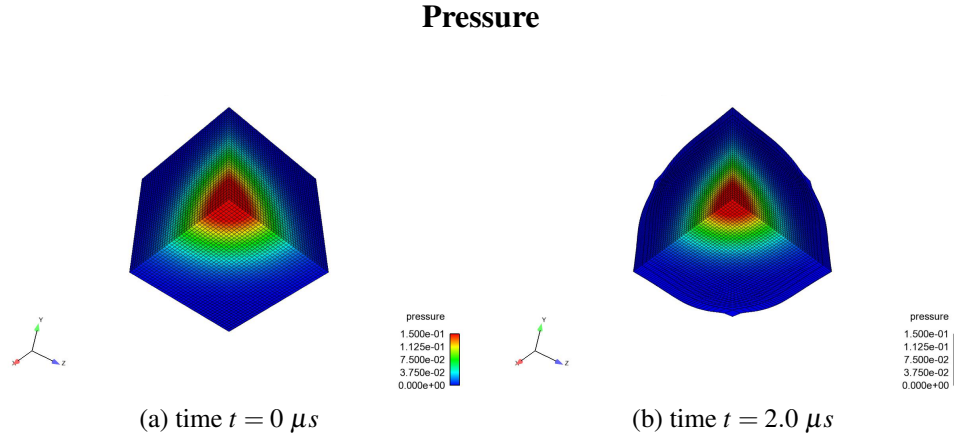 Pressure
Y
X
Z
pressure
1.500e-01
1.125e-01
7.500e-02
3.750e-02
0.000e+00
(a) time t = 0 μs
Y
X
Z
pressure
1.500e-01
1.125e-01
7.500e-02
3.750e-02
0.000e+00
(b) time t = 2.0 μs